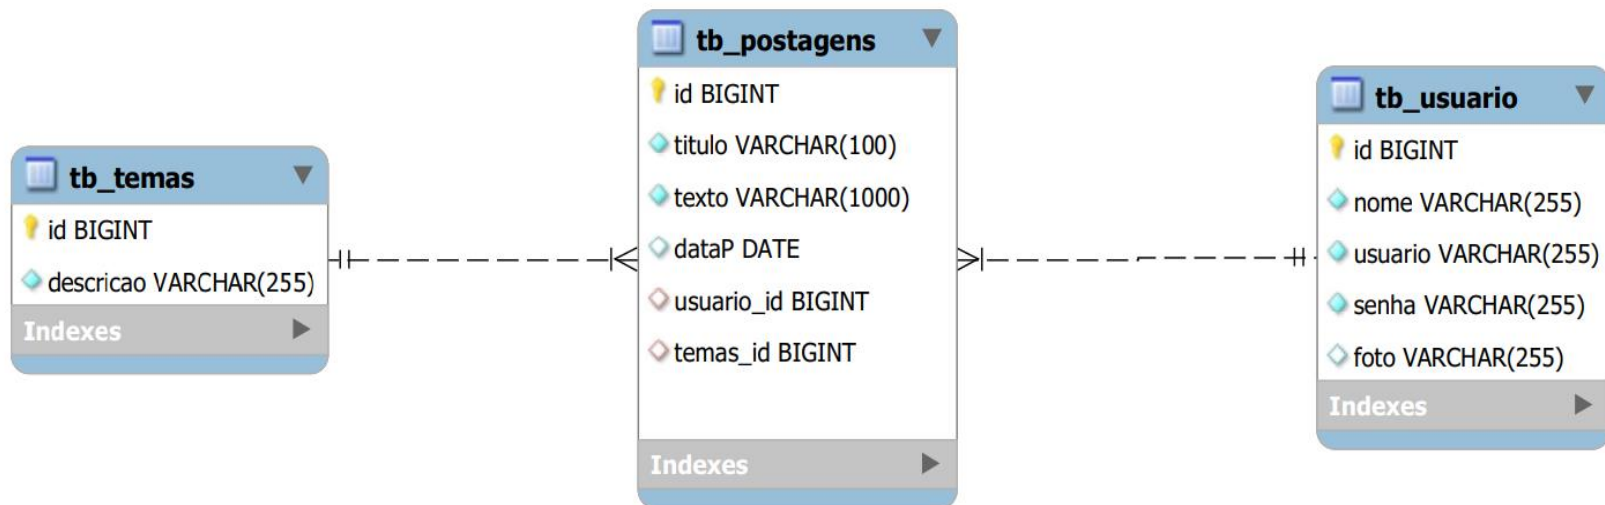 tb_temas
id BIGINT
descricao VARCHAR(255)
Indexes
tb_postagens
id BIGINT
titulo VARCHAR(100)
texto VARCHAR(1000)
dataP DATE
usuario_id BIGINT
temas_id BIGINT
Indexes
tb_usuario
id BIGINT
nome VARCHAR(255)
usuario VARCHAR(255)
senha VARCHAR(255)
foto VARCHAR(255)
Indexes